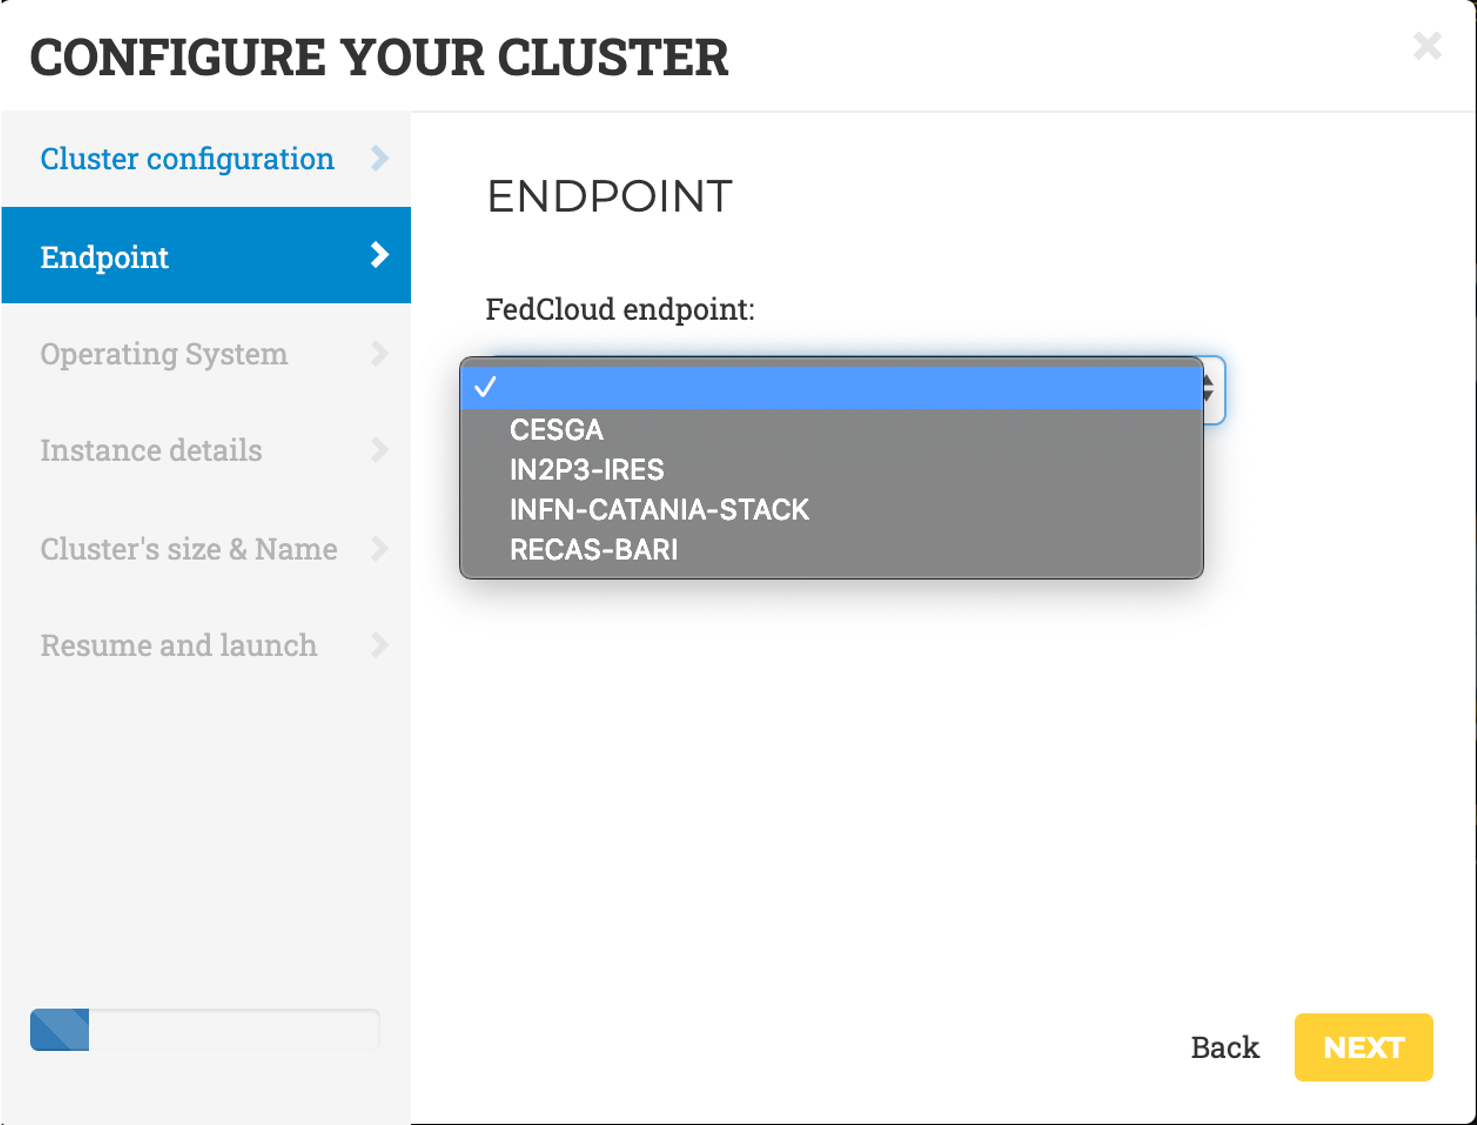 CONFIGURE YOUR CLUSTER
Cluster configuration
Endpoint
Operating System
Instance details
Cluster's size & Name
Resume and launch
ENDPOINT
FedCloud endpoint:
CESGA
IN2P3-IRES
INFN-CATANIA-STACK
RECAS-BARI
Back
NEXT